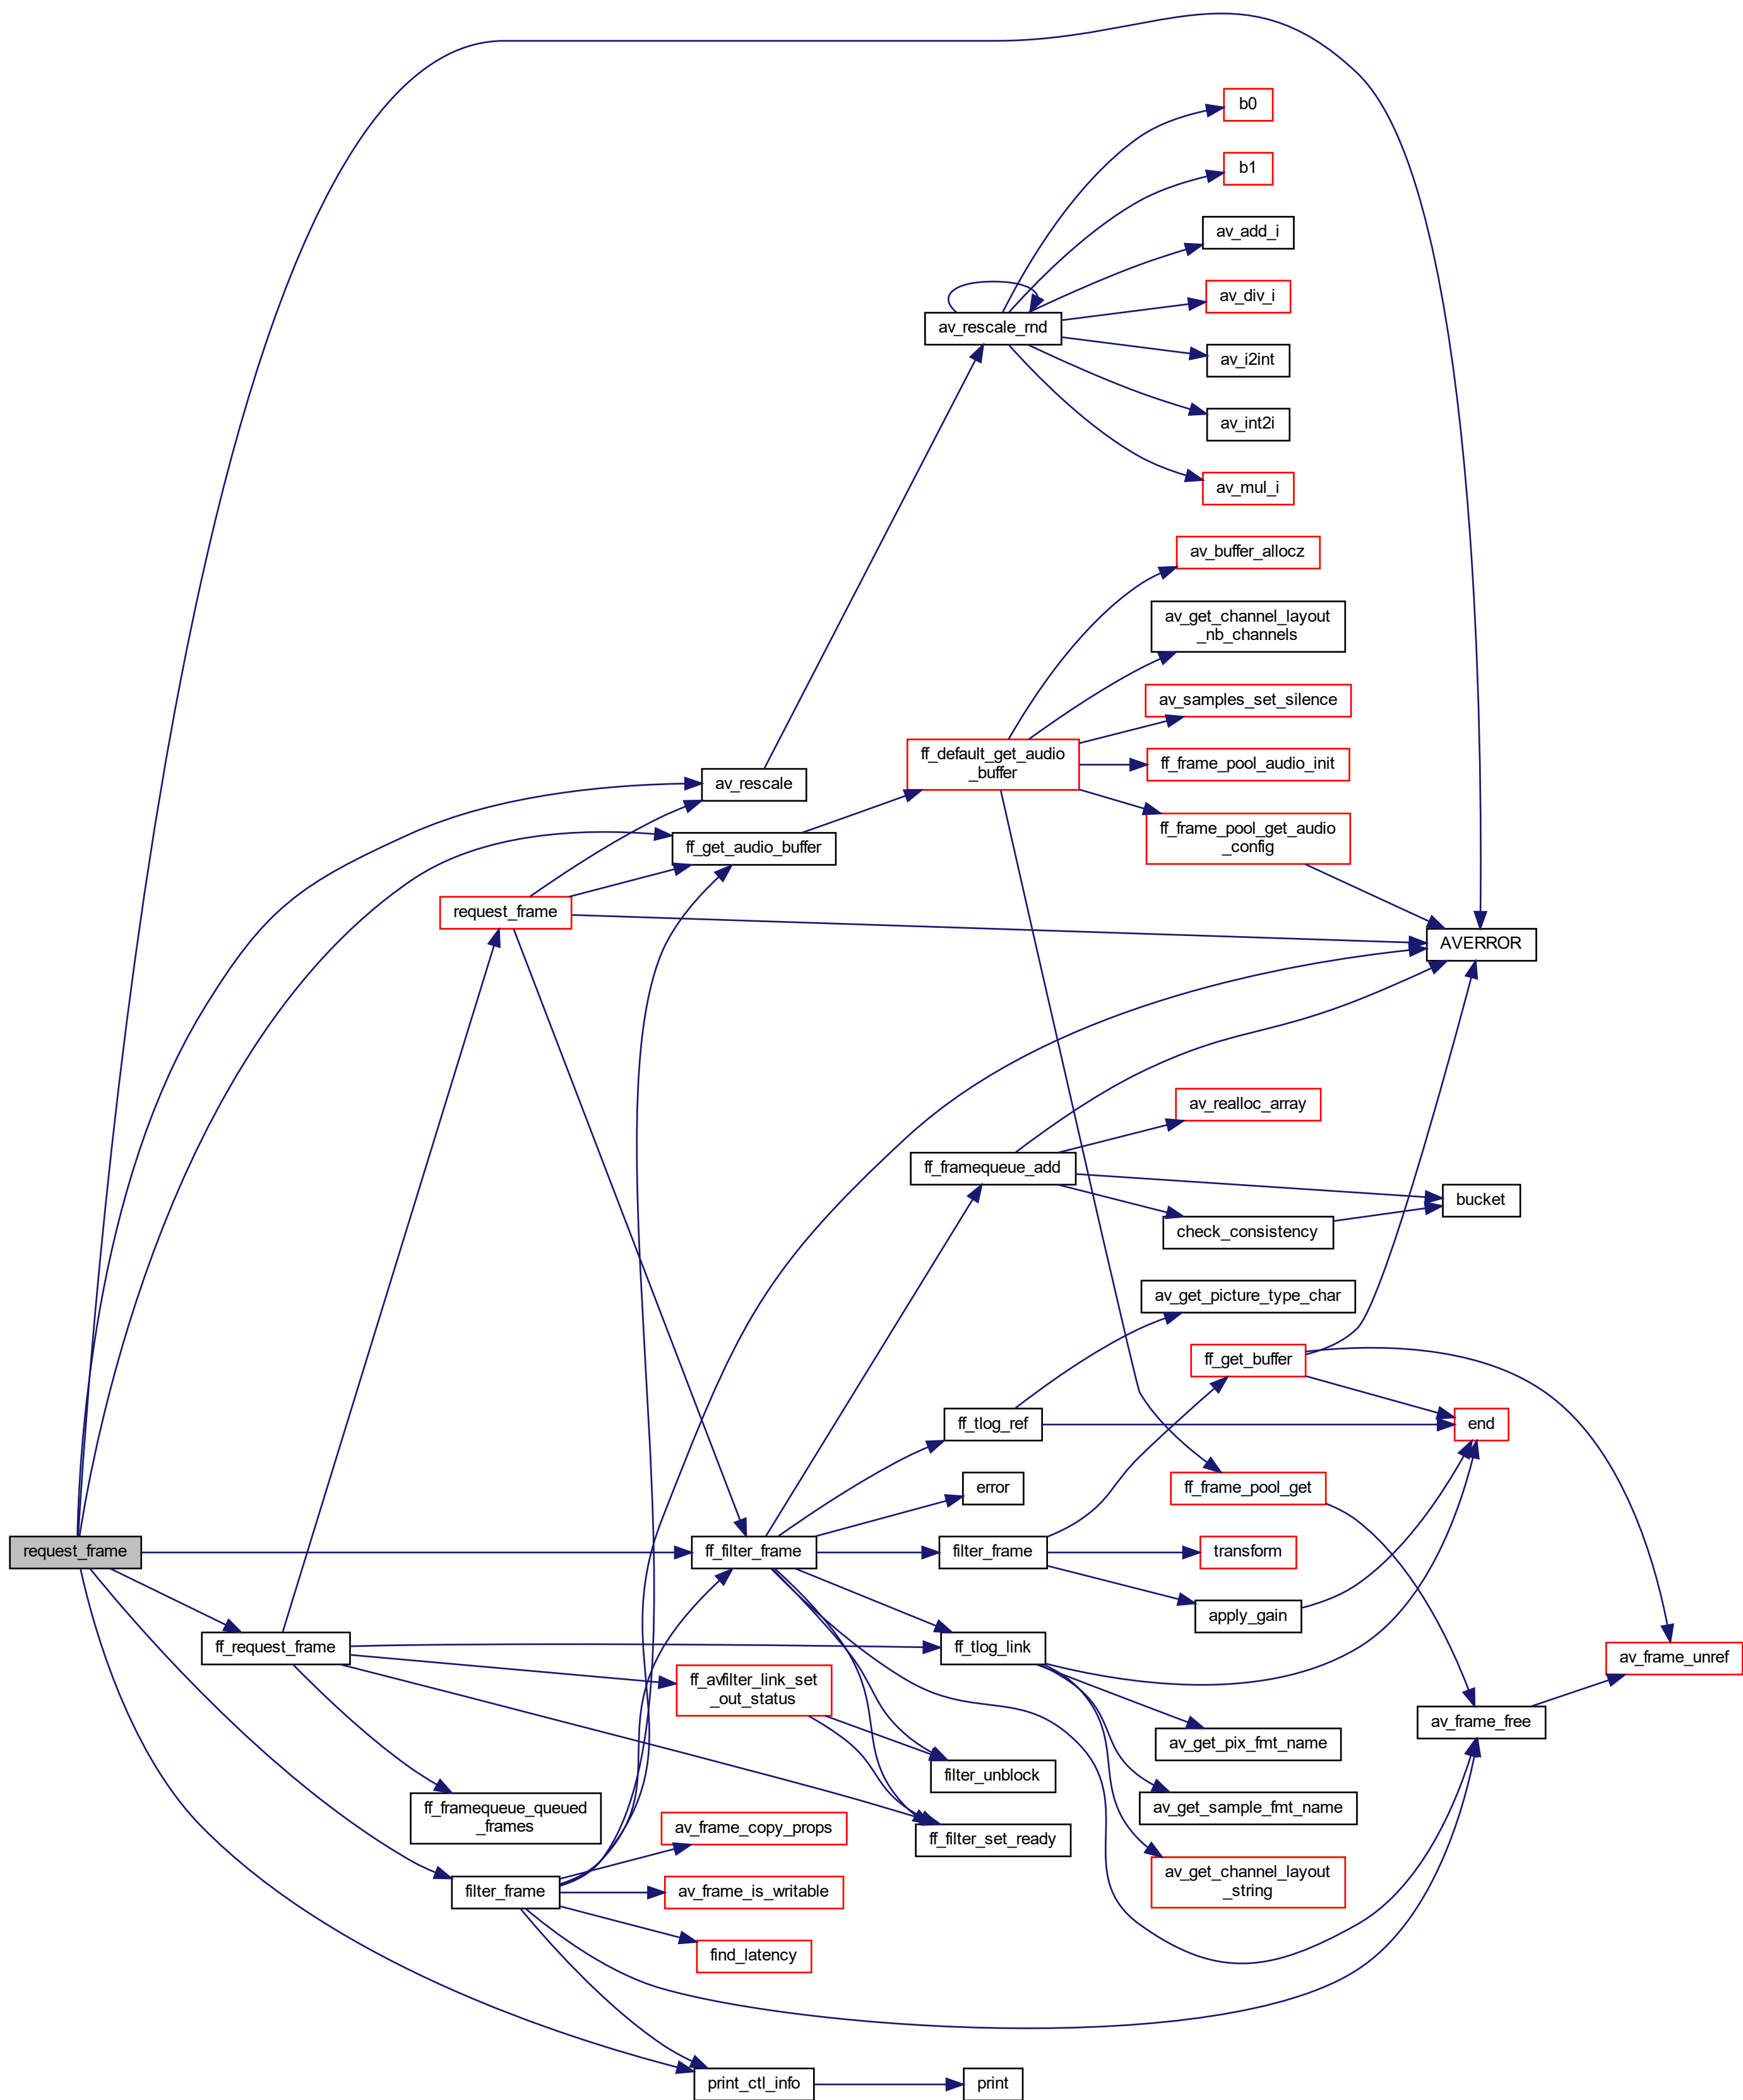 b0
b1
av_add_i
av_div_i
av_rescale_rnd
av_i2int
av_int2i
av_mul_i
av_buffer_allocz
av_get_channel_layout
_nb_channels
av_samples_set_silence
ff_default_get_audio
_buffer
ff_frame_pool_audio_init
av_rescale
ff_frame_pool_get_audio
_config
ff_get_audio_buffer
request_frame
AVERROR
av_realloc_array
ff_framequeue_add
bucket
check_consistency
av_get_picture_type_char
ff_get_buffer
ff_tlog_ref
end
error
ff_frame_pool_get
request_frame
ff_filter_frame
filter_frame
transform
apply_gain
ff_request_frame
ff_tlog_link
av_frame_unref
ff_avfilter_link_set
_out_status
av_frame_free
av_get_pix_fmt_name
filter_unblock
ff_framequeue_queued
_frames
av_get_sample_fmt_name
av_frame_copy_props
ff_filter_set_ready
filter_frame
av_frame_is_writable
av_get_channel_layout
_string
find_latency
print_ctl_info
print